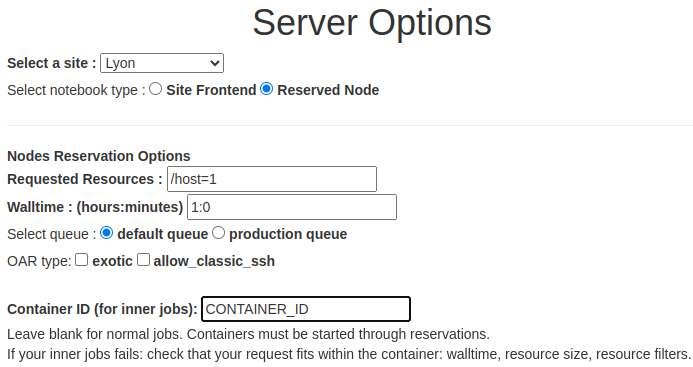 Server Options
Select a site : Lyon
Select notebook type : Site Frontend Reserved Node
Nodes Reservation Options
Requested Resources : /host=1
Walltime : (hours:minutes) 1:0
Select queue : default queue production queue
OAR type: exotic allow_classic_ssh
Container ID (for inner jobs): CONTAINER_ID
Leave blank for normal jobs. Containers must be started through reservations.
If your inner jobs fails: check that your request fits within the container: walltime, resource size, resource filters.